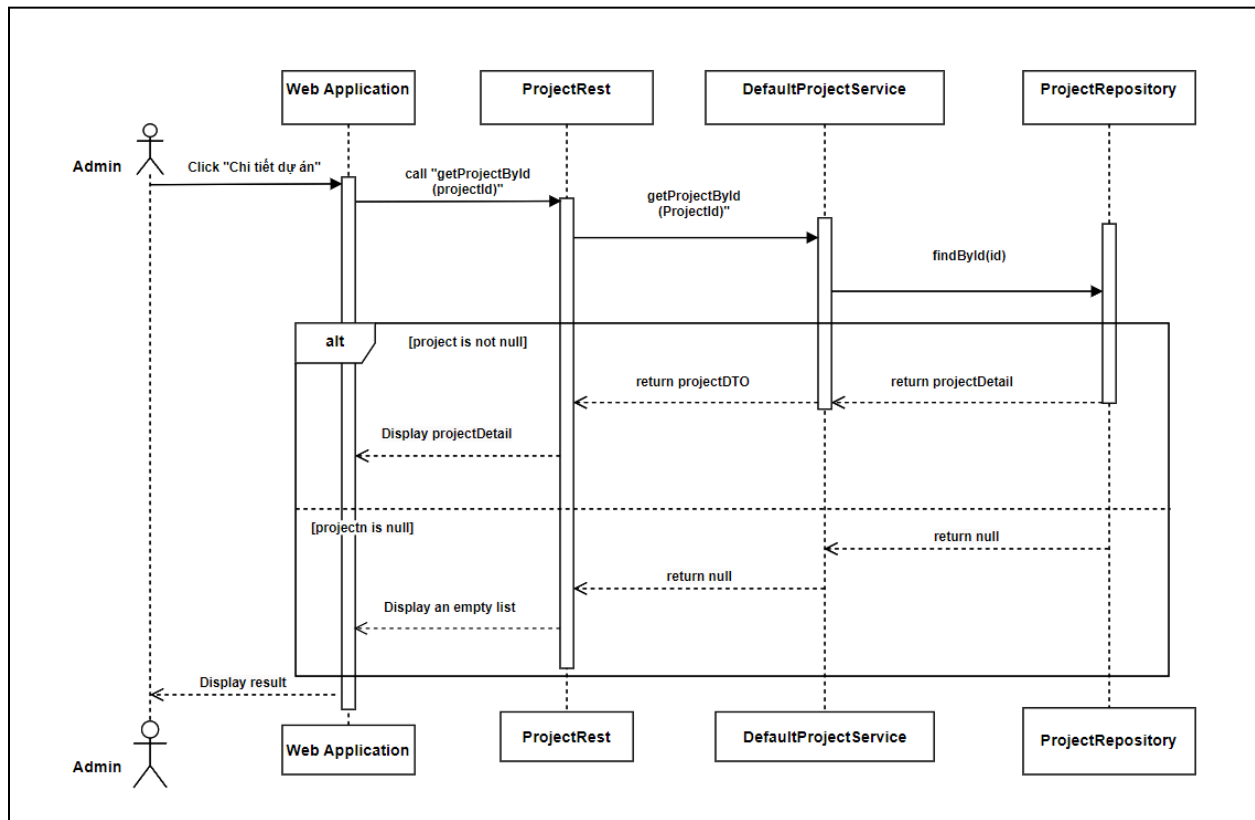 Web Application
ProjectRest
DefaultProjectService
ProjectRepository
Admin
Click "Chi tiết dự án"
call "getProjectById
(projectId)"
getProjectById
(ProjectId)"
findById(id)
alt
[project is not null]
return projectDTO
return projectDetail
Display projectDetail
[projectn is null]
return null
return null
Display an empty list
Display result
Admin
Web Application
ProjectRest
DefaultProjectService
ProjectRepository